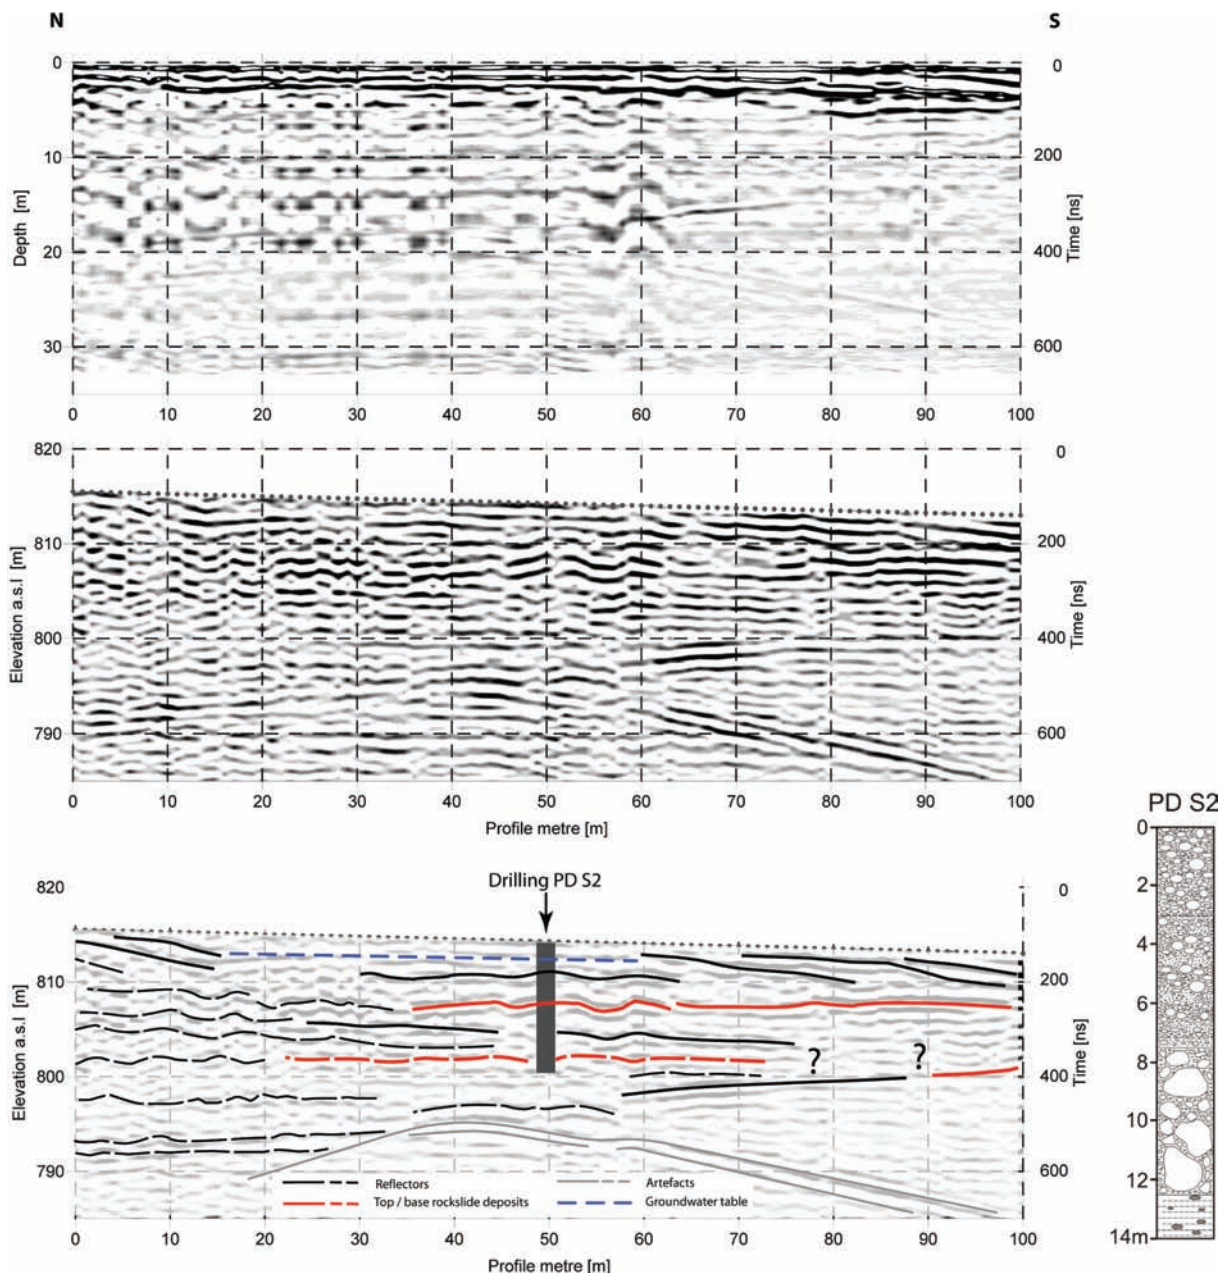 N S
0 0
10 200
Depth [m] Time [ns]
20 400
30 600
0 10 20 30 40 50 60 70 80 90 100
820 0
810 200
Elevation a.s.l [m] Time [ns]
800 400
790 600
0 10 20 30 40 50 60 70 80 90 100
Profile metre [m]
PD S2
0
2
4
6
8
10
12
14m
Drilling PD S2
820 0
810 200
Elevation a.s.l [m] Time [ns]
? ?
800 400
790 600
Reflectors Artefacts
Top / base rockslide deposits Groundwater table
0 10 20 30 40 50 60 70 80 90 100
Profile metre [m]